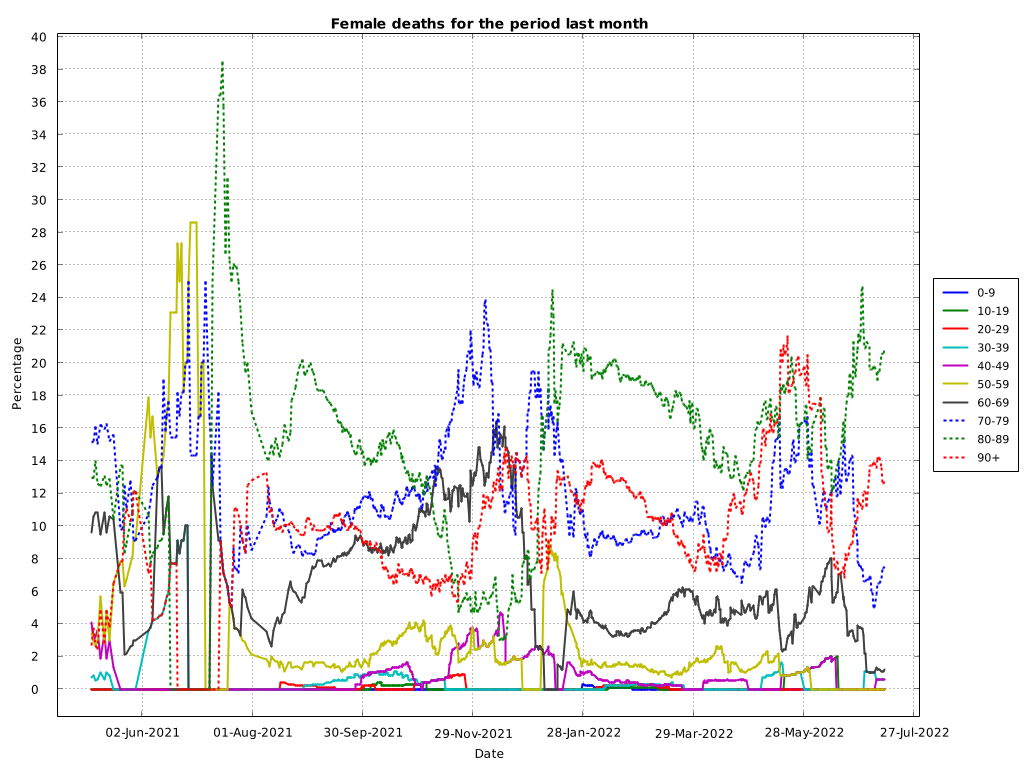 Female deaths for the period last month
Percentage
40
38
36
34
32
30
28
26
24
22
20
18
16
14
12
10
8
6
4
2
0
02-Jun-2021
01-Aug-2021
30-Sep-2021
29-Nov-2021
28-Jan-2022
29-Mar-2022
28-May-2022
27-Jul-2022
Date
0-9
10-19
20-29
30-39
40-49
50-59
60-69
70-79
80-89
90+